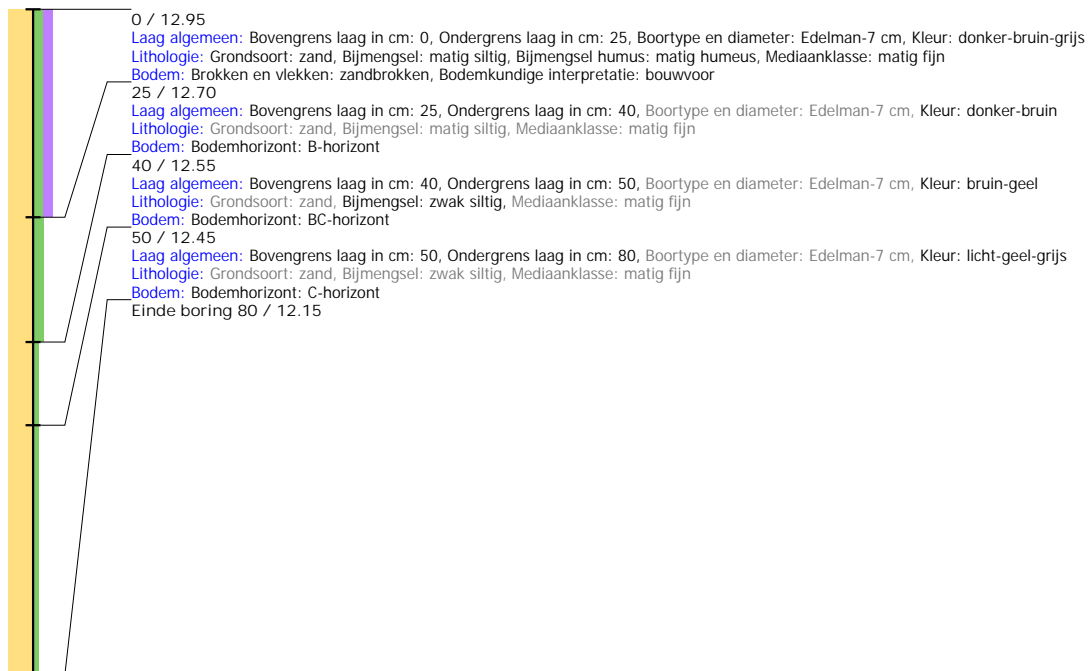 0 / 12.95
Laag algemeen: Bovengrens laag in cm: 0, Ondergrens laag in cm: 25, Boortype en diameter: Edelman-7 cm, Kleur: donker-bruin-grijs
Lithologie: Grondsoort: zand, Bijmengsel: matig siltig, Bijmengsel humus: matig humeus, Mediaanklasse: matig fijn
Bodem: Brokken en vlekken: zandbrokken, Bodemkundige interpretatie: bouwvoor
25 / 12.70
Laag algemeen: Bovengrens laag in cm: 25, Ondergrens laag in cm: 40, Boortype en diameter: Edelman-7 cm, Kleur: donker-bruin
Lithologie: Grondsoort: zand, Bijmengsel: matig siltig, Mediaanklasse: matig fijn
Bodem: Bodemhorizont: B-horizont
40 / 12.55
Laag algemeen: Bovengrens laag in cm: 40, Ondergrens laag in cm: 50, Boortype en diameter: Edelman-7 cm, Kleur: bruin-geel
Lithologie: Grondsoort: zand, Bijmengsel: zwak siltig, Mediaanklasse: matig fijn
Bodem: Bodemhorizont: BC-horizont
50 / 12.45
Laag algemeen: Bovengrens laag in cm: 50, Ondergrens laag in cm: 80, Boortype en diameter: Edelman-7 cm, Kleur: licht-geel-grijs
Lithologie: Grondsoort: zand, Bijmengsel: zwak siltig, Mediaanklasse: matig fijn
Bodem: Bodemhorizont: C-horizont
Einde boring 80 / 12.15